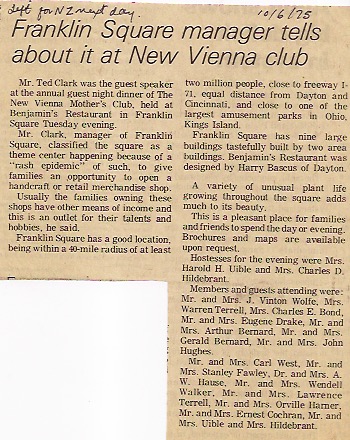 left for NZ next day.
10/6/75
Franklin Square manager tells
about it at New Vienna club
Mr. Ted Clark was the guest speaker
at the annual guest night dinner of The
New Vienna Mother's Club, held at
Benjamin's Restaurant in Franklin
Square Tuesday evening.
Mr. Clark, manager of Franklin
Square, classified the square as a
theme center happening because of a
"rash epidemic" of such, to give
families an opportunity to open a
handcraft or retail merchandise shop.
Usually the families owning these
shops have other means of income and
this is an outlet for their talents and
hobbies, he said.
Franklin Square has a good location,
being within a 40-mile radius of at least
two million people, close to freeway I-
71, equal distance from Dayton and
Cincinnati, and close to one of the
largest amusement parks in Ohio,
Kings Island.
Franklin Square has nine large
buildings tastefully built by two area
buildings. Benjamin's Restaurant was
designed by Harry Bascus of Dayton.
A variety of unusual plant life
growing throughout the square adds
much to its beauty.
This is a pleasant place for families
and friends to spend the day or evening.
Brochures and maps are available
upon request.
Hostesses for the evening were Mrs.
Harold H. Uible and Mrs. Charles D.
Hildebrant.
Members and guests attending were:
Mr. and Mrs. J. Vinton Wolfe, Mrs.
Warren Terrell, Mrs. Charles E. Bond,
Mr. and Mrs. Eugene Drake, Mr. and
Mrs. Arthur Bernard, Mr. and Mrs.
Gerald Bernard, Mr. and Mrs. John
Hughes.
Mr. and Mrs. Carl West, Mr. and
Mrs. Stanley Fawley, Dr. and Mrs. A.
W. Hause, Mr. and Mrs. Wendell
Walker, Mr. and Mrs. Lawrence
Terrell, Mr. and Mrs. Orville Harner,
Mr. and Mrs. Ernest Cochran, Mr. and
Mrs. Uible and Mrs. Hildebrant.